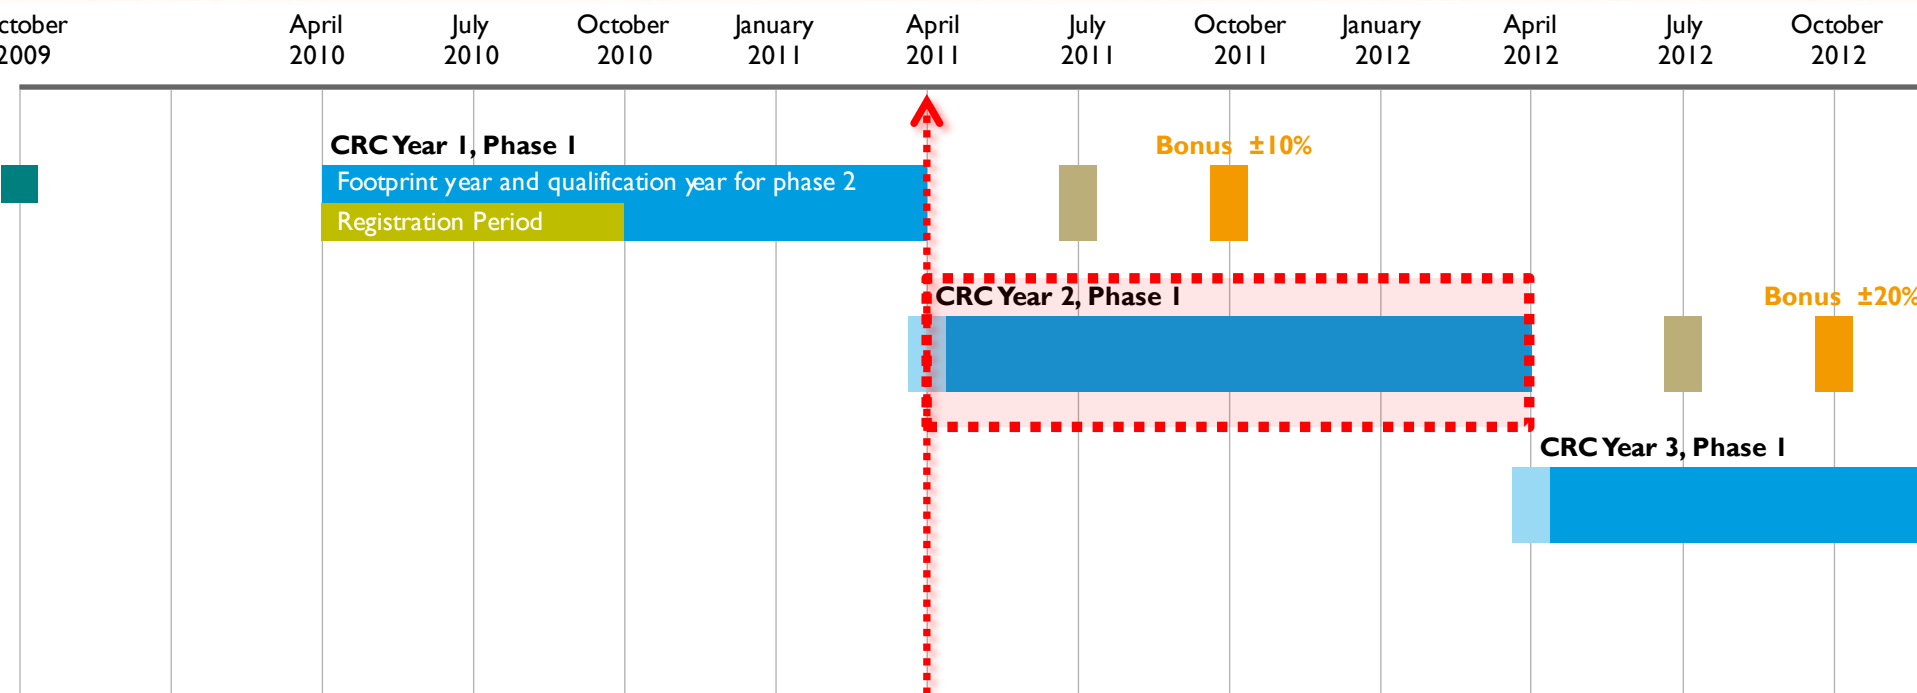 ctober April July October January April July October January April July October
2009 2010 2010 2010 2011 2011 2011 2011 2012 2012 2012 2012
CRC Year 1, Phase 1
Bonus ±10%
Footprint year and qualification year for phase 2
Registration Period
CRC Year 2, Phase 1
Bonus ±20%
CRC Year 3, Phase 1